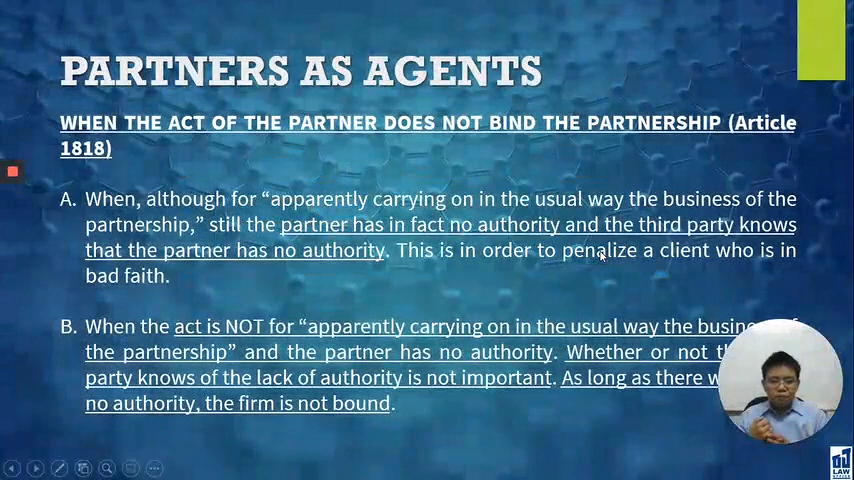 PARTNERS AS AGENTS
WHEN THE ACT OF THE PARTNER DOES NOT BIND THE PARTNERSHIP (Article
1818)
A. When, although for “apparently carrying on in the usual way the business of the
partnership,” still the partner has in fact no authority and the third party knows
that the partner has no authority. This is in order to penalize a client who is in
bad faith.
B. When the act is NOT for “apparently carrying on in the usual way the
the partnership” and the partner has no authority. Whether or not
party knows of the lack of authority is not important. As long as there
no authority, the firm is not bound.
LAW